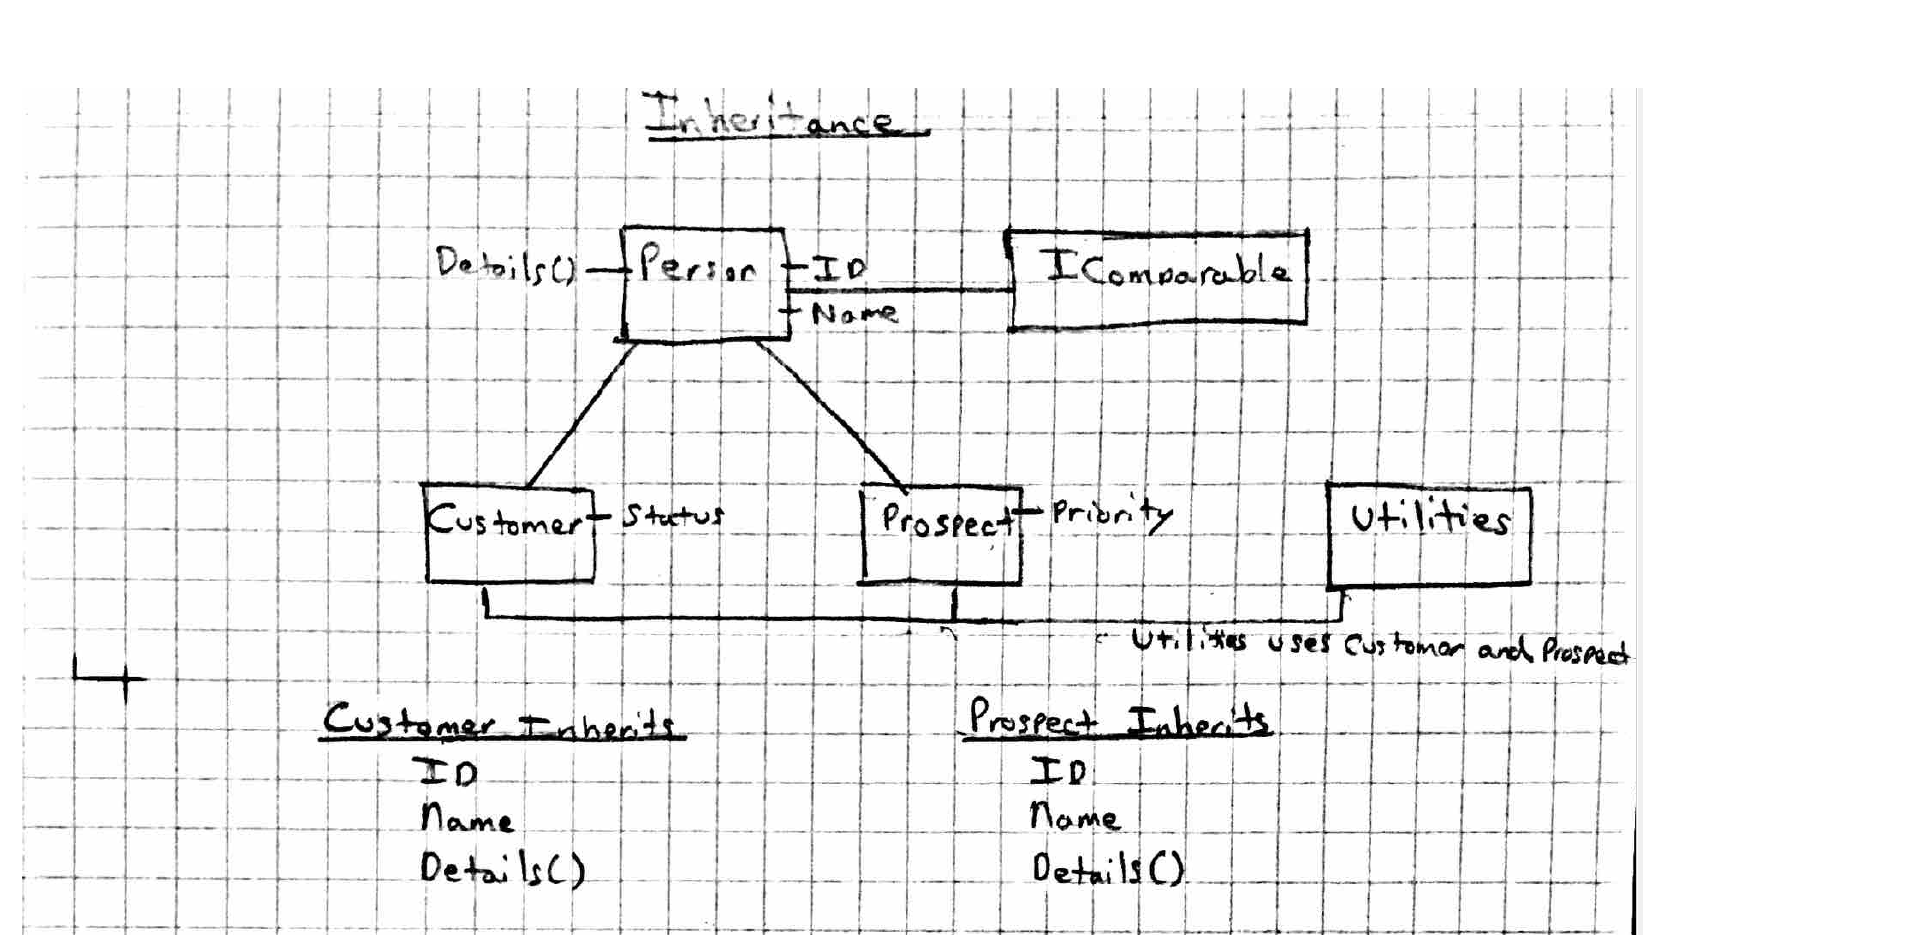 Inheritance
Details() Person ID IComparable
Name
Customer Status Prospect Priority Utilities
Utilities uses Customer and Prospect
Customer Inherits Prospect Inherits
ID ID
Name Name
Details() Details()